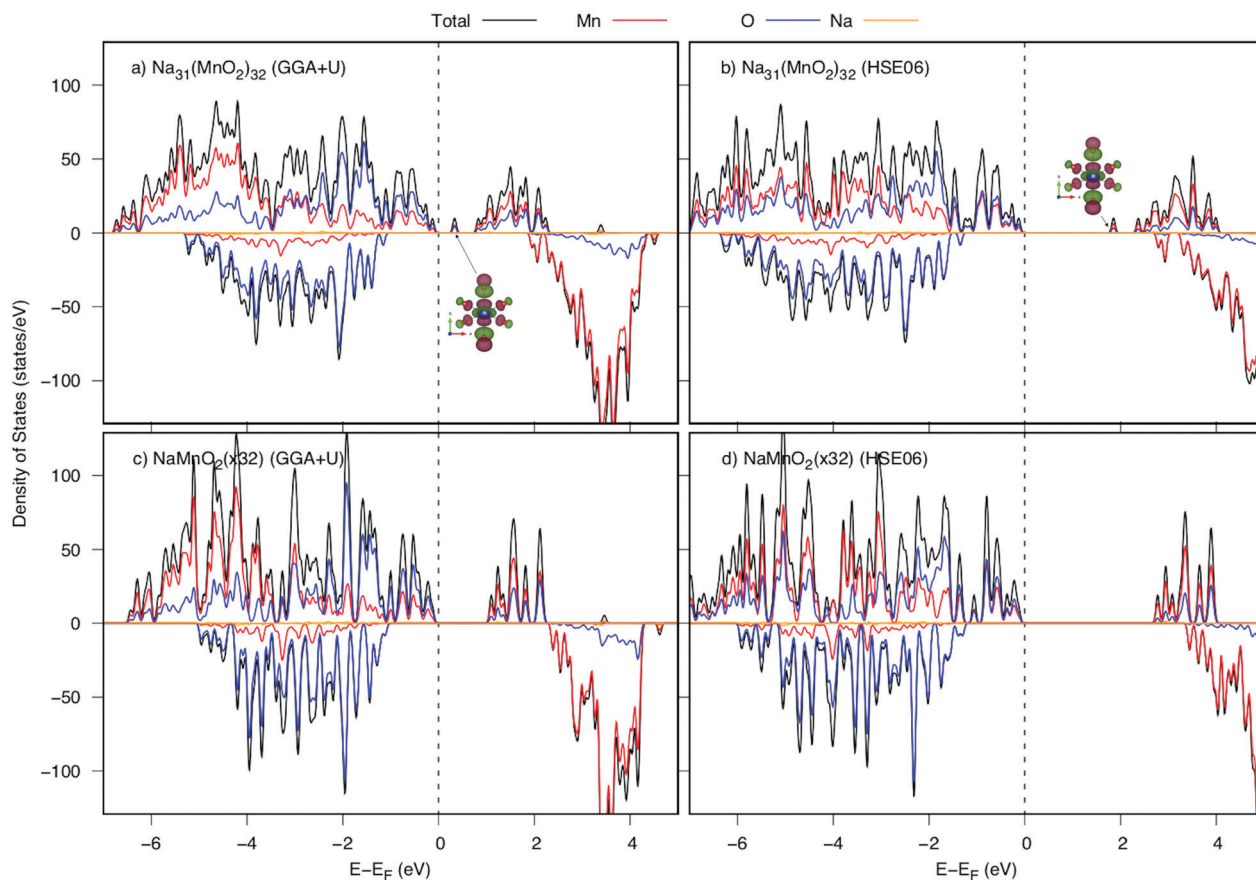 Total Mn O Na
a) Na31(MnO2)32 (GGA+U)
b) Na31(MnO2)32 (HSE06)
100
50
0
−50
−100
c) NaMnO2(x32) (GGA+U)
d) NaMnO2(x32) (HSE06)
100
50
0
−50
−100
Density of States (states/eV)
−6 −4 −2 0 2 4
−6 −4 −2 0 2 4
E−EF (eV)
E−EF (eV)